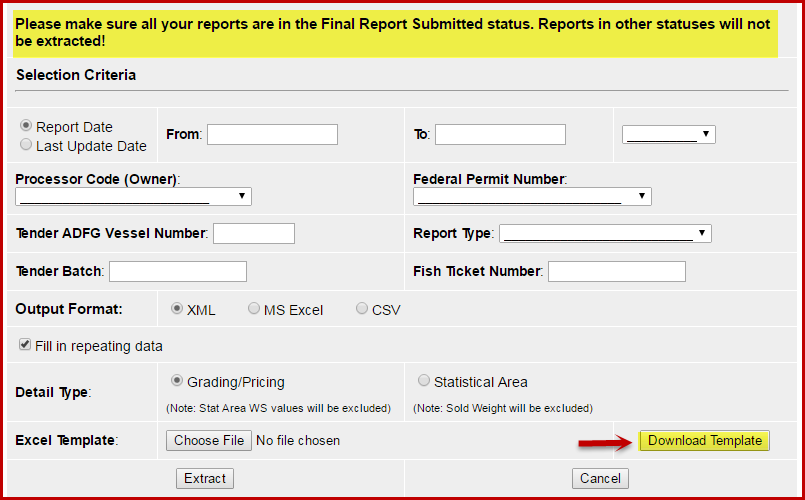 Please make sure all your reports are in the Final Report Submitted status. Reports in other statuses will not
be extracted!
Selection Criteria
Report Date
Last Update Date
From:
To:
Processor Code (Owner):
Federal Permit Number:
Tender ADFG Vessel Number:
Report Type:
Tender Batch:
Fish Ticket Number:
Output Format:
XML
MS Excel
CSV
Fill in repeating data
Detail Type:
Grading/Pricing
Statistical Area
(Note: Stat Area WS values will be excluded)
(Note: Sold Weight will be excluded)
Excel Template:
Choose File No file chosen
Download Template
Extract
Cancel